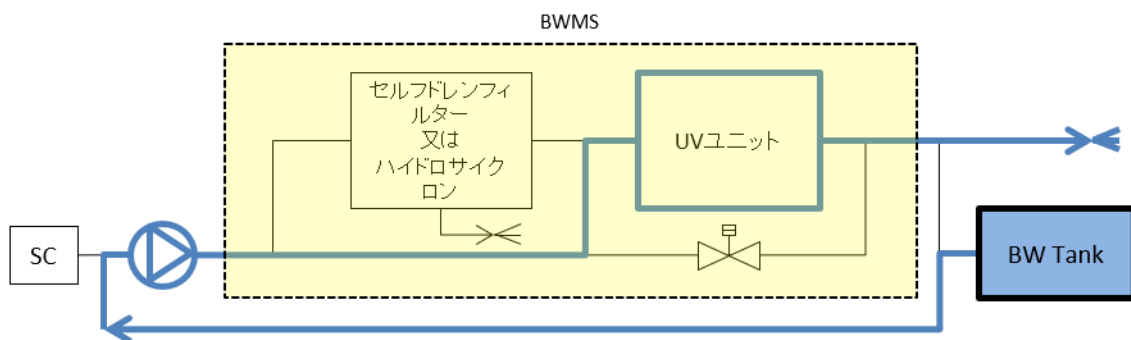 BWMS
セルフドレンフィ
ルター
又は
ハイドロサイク
ロン
UVユニット
SC
BW Tank